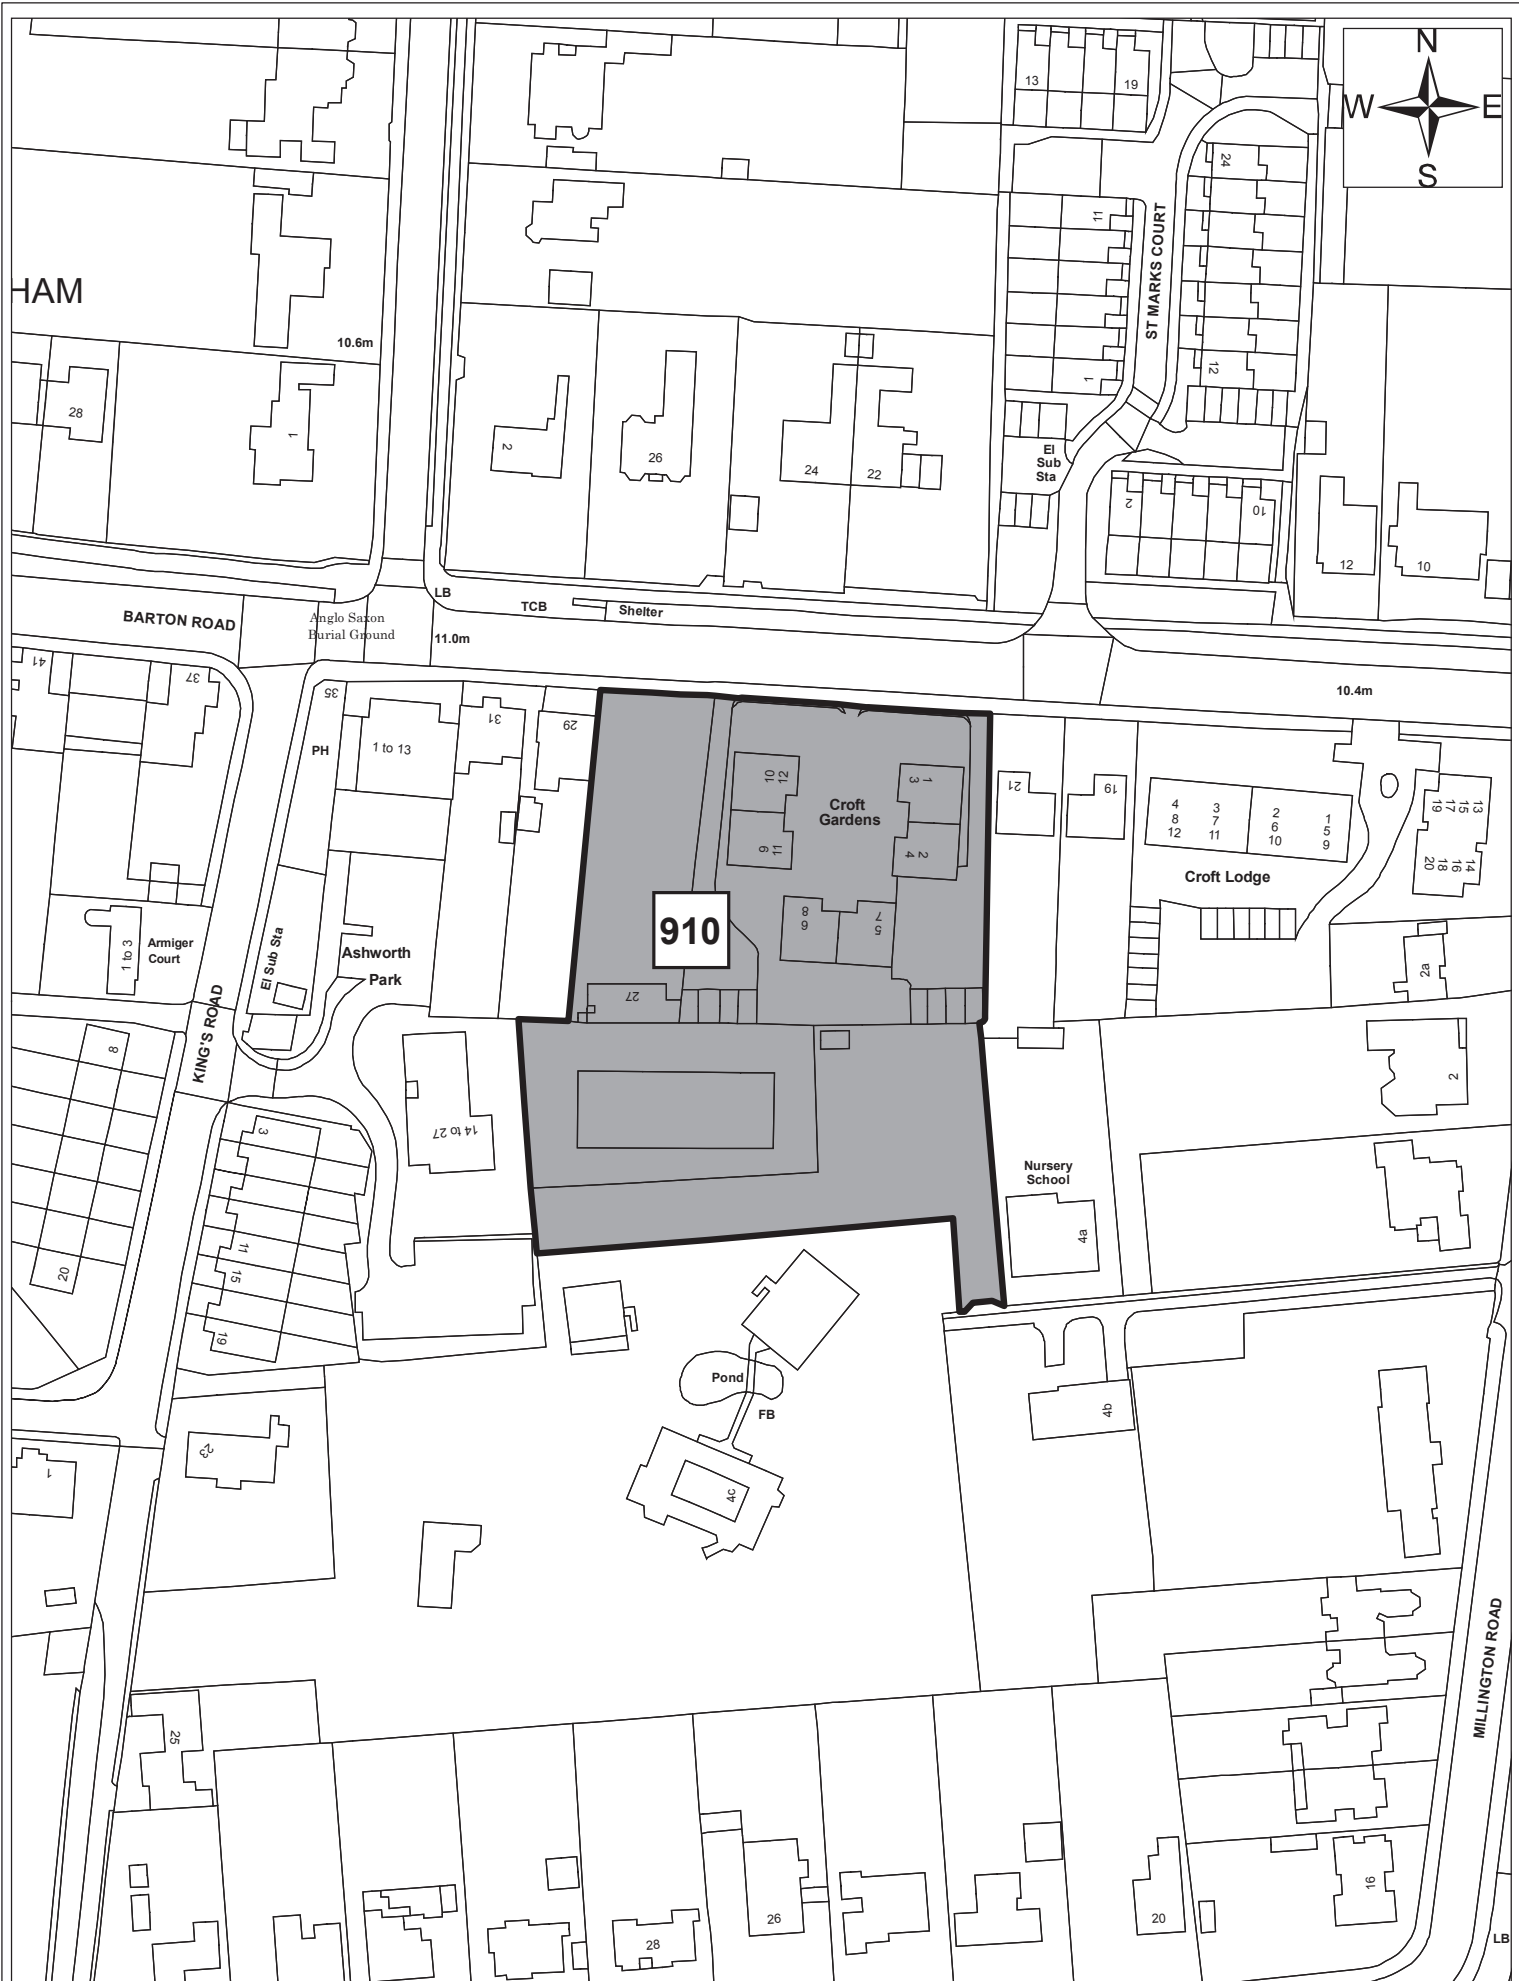 N
W E
S
13
19
24
11
ST MARKS COURT
HAM
10.6m
28
1
2
26
24
22
1
12
El
Sub
Sta
2
10
12
10
LB
TCB
Shelter
BARTON ROAD
Anglo Saxon
Burial Ground
11.0m
41
37
35
10.4m
PH
1 to 13
31
29
10
12
1
3
Croft
Gardens
9
11
2
4
21
19
4 3 2 1
8 7 6 5
12 11 10 9
Croft Lodge
13
15
17
19
14
16
18
20
8
6
7
5
910
Armiger
Court
1 to 3
El Sub Sta
Ashworth
Park
27
2a
KING'S ROAD
8
2
3
14 to 27
Nursery
School
4a
20
11
15
19
Pond
FB
4b
23
1
4c
MILLINGTON ROAD
25
26
28
20
16
LB